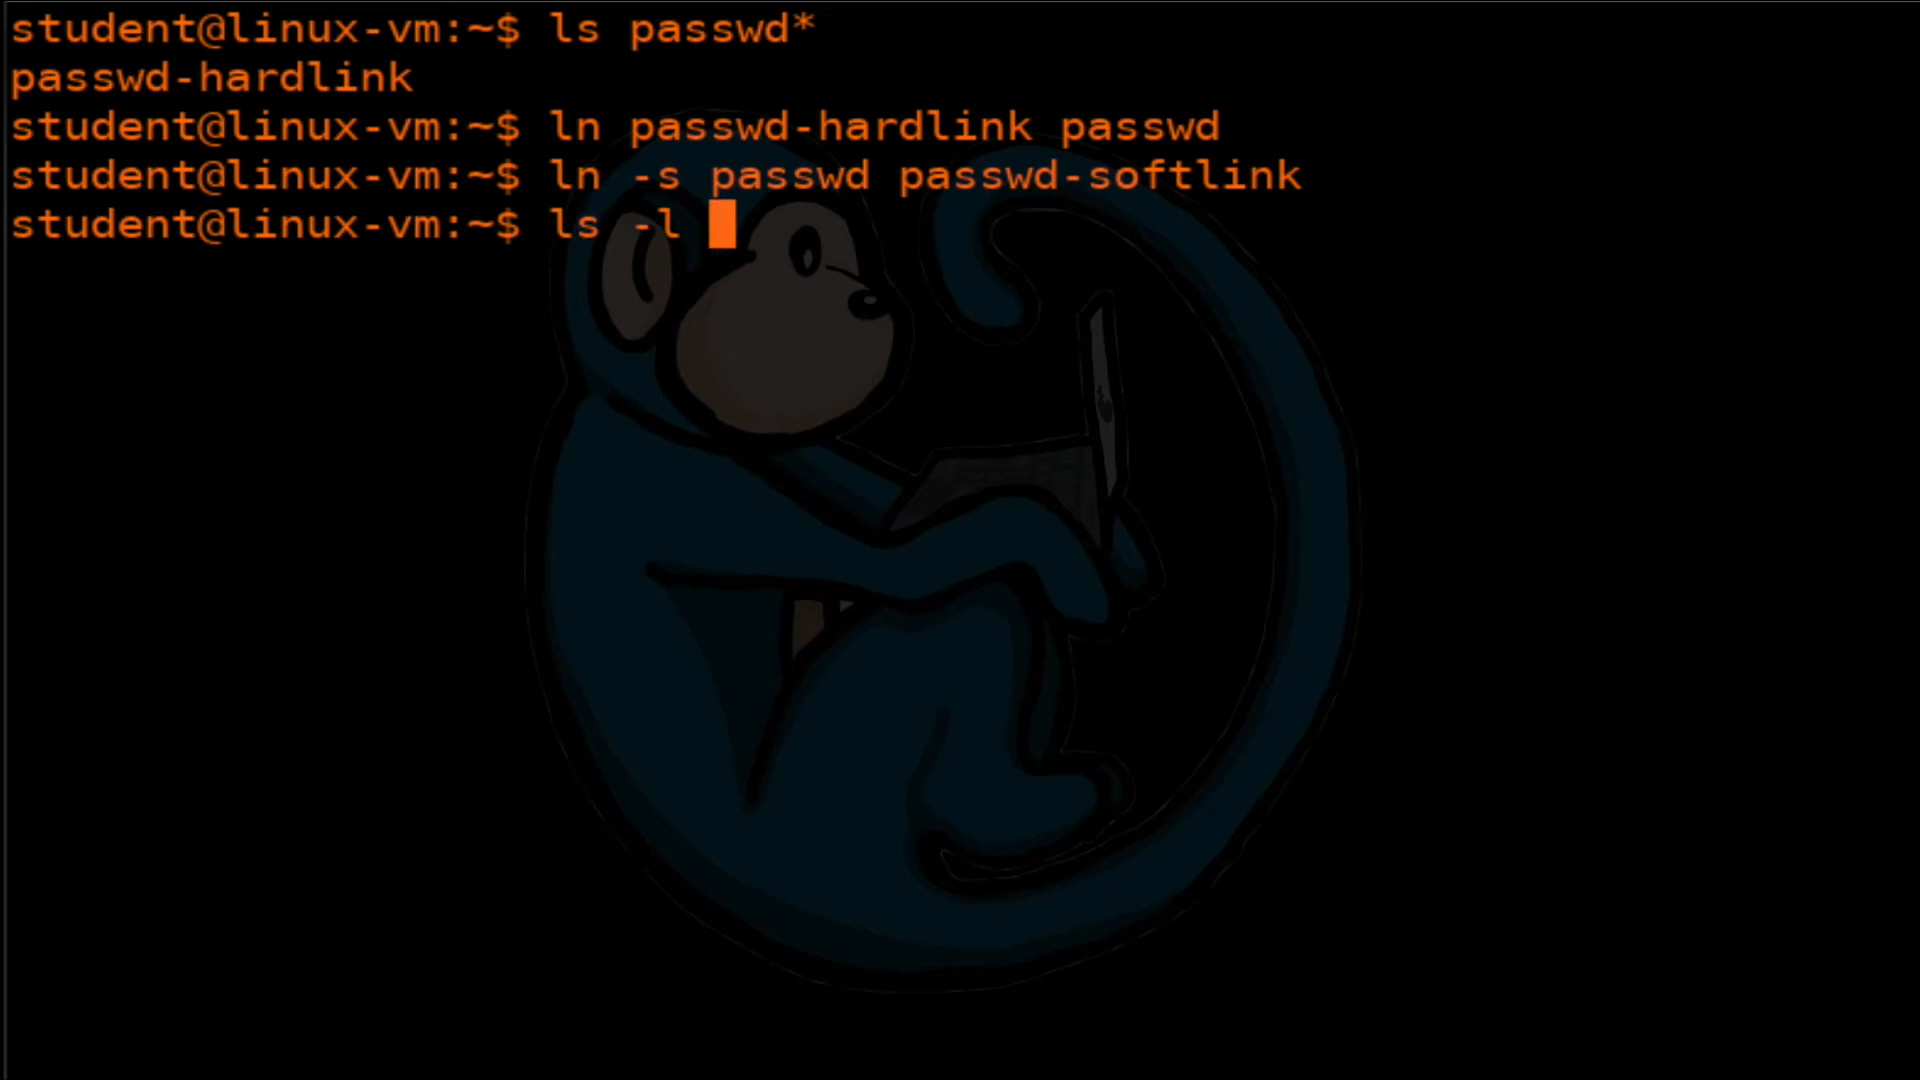 student@linux-vm:~$ ls passwd*
passwd-hardlink
student@linux-vm:~$ ln passwd-hardlink passwd
student@linux-vm:~$ ln -s passwd passwd-softlink
student@linux-vm:~$ ls -l